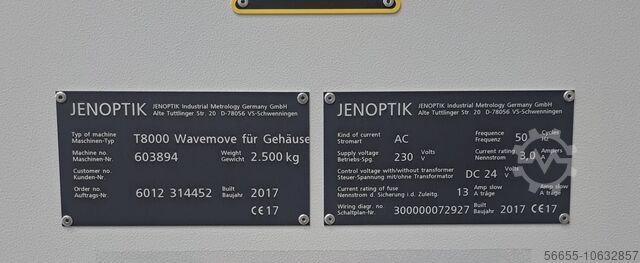 JENOPTIK JENOPTIK Industrial Metrology Germany GmbH
Alte Tuttlinger Str. 20 D-78056 VS-Schwenningen
Typ of machine
Maschinen-Typ T8000 Wavemove für Gehäuse
Machine no.
Maschinen-Nr. 603894 Weight
Gewicht 2.500 kg
Customer no.
Kunden-Nr.
Order no.
Auftrags-Nr. 6012 314452 Built
Baujahr 2017
CE17
JENOPTIK JENOPTIK Industrial Metrology Germany GmbH
Alte Tuttlinger Str. 20 D-78056 VS-Schwenningen
Kind of current
Stromart AC Frequence
Frequenz 50 Cycles
Hz
Supply voltage
Betriebs-Spg. 230 Volts
V Current rating
Nennstrom 3,0 Ampers
A
Control voltage with/without transformer
Steuer-Spannung mit/ohne Transformator DC 24 Volts
V
Current rating of fuse
Nennstrom d. Sicherung i.d. Zuleitg. 13 Amp slow
A träge Amp slow
A träge
Wiring diagr. no.
Schaltplan-Nr. 300000072927 Built
Baujahr 2017 CE17
56655-10632857